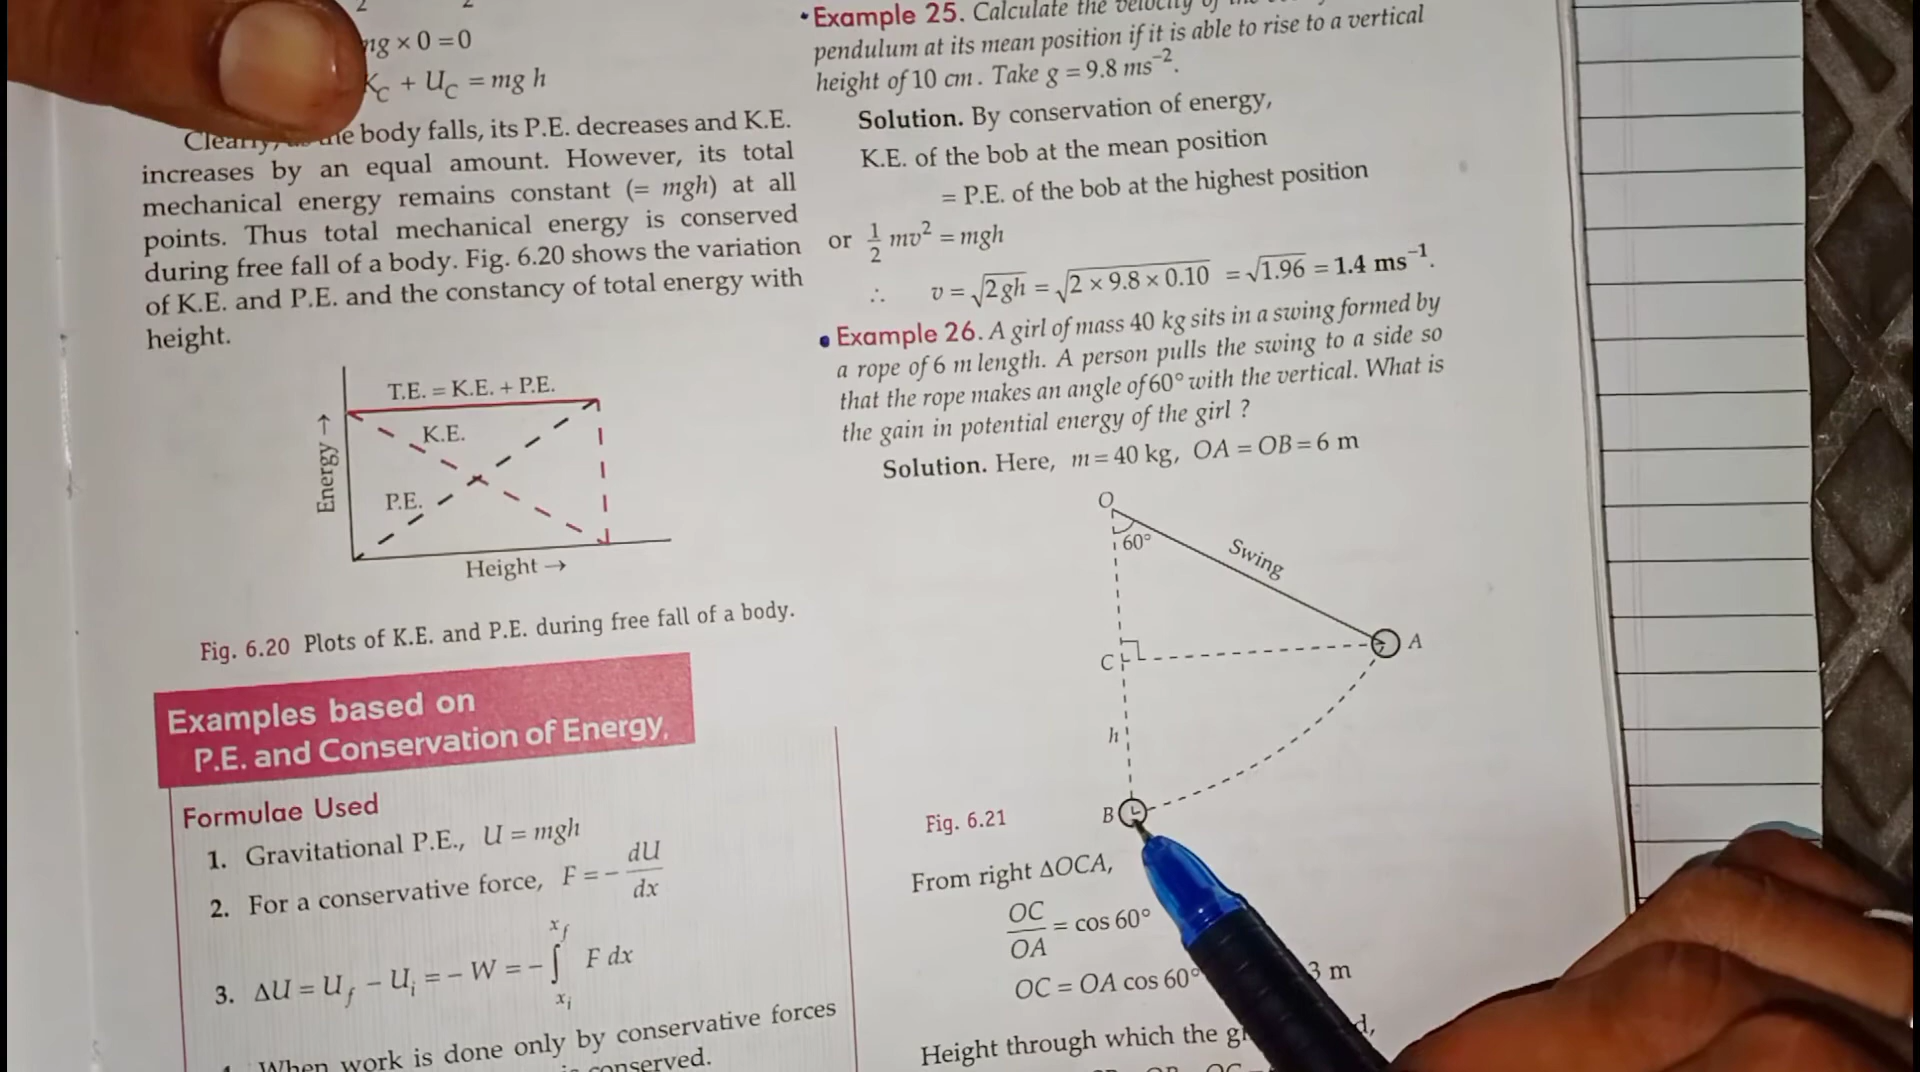 mg × 0 = 0
K_C + U_C = mg h
Clearly, the body falls, its P.E. decreases and K.E.
increases by an equal amount. However, its total
mechanical energy remains constant (= mgh) at all
points. Thus total mechanical energy is conserved
during free fall of a body. Fig. 6.20 shows the variation
of K.E. and P.E. and the constancy of total energy with
height.
T.E. = K.E. + P.E.
K.E.
P.E.
Energy →
Height →
Fig. 6.20 Plots of K.E. and P.E. during free fall of a body.
Examples based on
P.E. and Conservation of Energy.
Formulae Used
1. Gravitational P.E., U = mgh
2. For a conservative force, F = - dU/dx
3. ΔU = U_f - U_i = - W = - ∫_{x_i}^{x_f} F dx
When work is done only by conservative forces
conserved.
• Example 25. Calculate the velocity of the
pendulum at its mean position if it is able to rise to a vertical
height of 10 cm. Take g = 9.8 ms⁻².
Solution. By conservation of energy,
K.E. of the bob at the mean position
= P.E. of the bob at the highest position
or 1/2 mv² = mgh
∴ v = √2gh = √2 × 9.8 × 0.10 = √1.96 = 1.4 ms⁻¹.
• Example 26. A girl of mass 40 kg sits in a swing formed by
a rope of 6 m length. A person pulls the swing to a side so
that the rope makes an angle of 60° with the vertical. What is
the gain in potential energy of the girl ?
Solution. Here, m = 40 kg, OA = OB = 6 m
O
60°
Swing
C
A
h
B
Fig. 6.21
From right ΔOCA,
OC/OA = cos 60°
OC = OA cos 60° 3 m
Height through which the